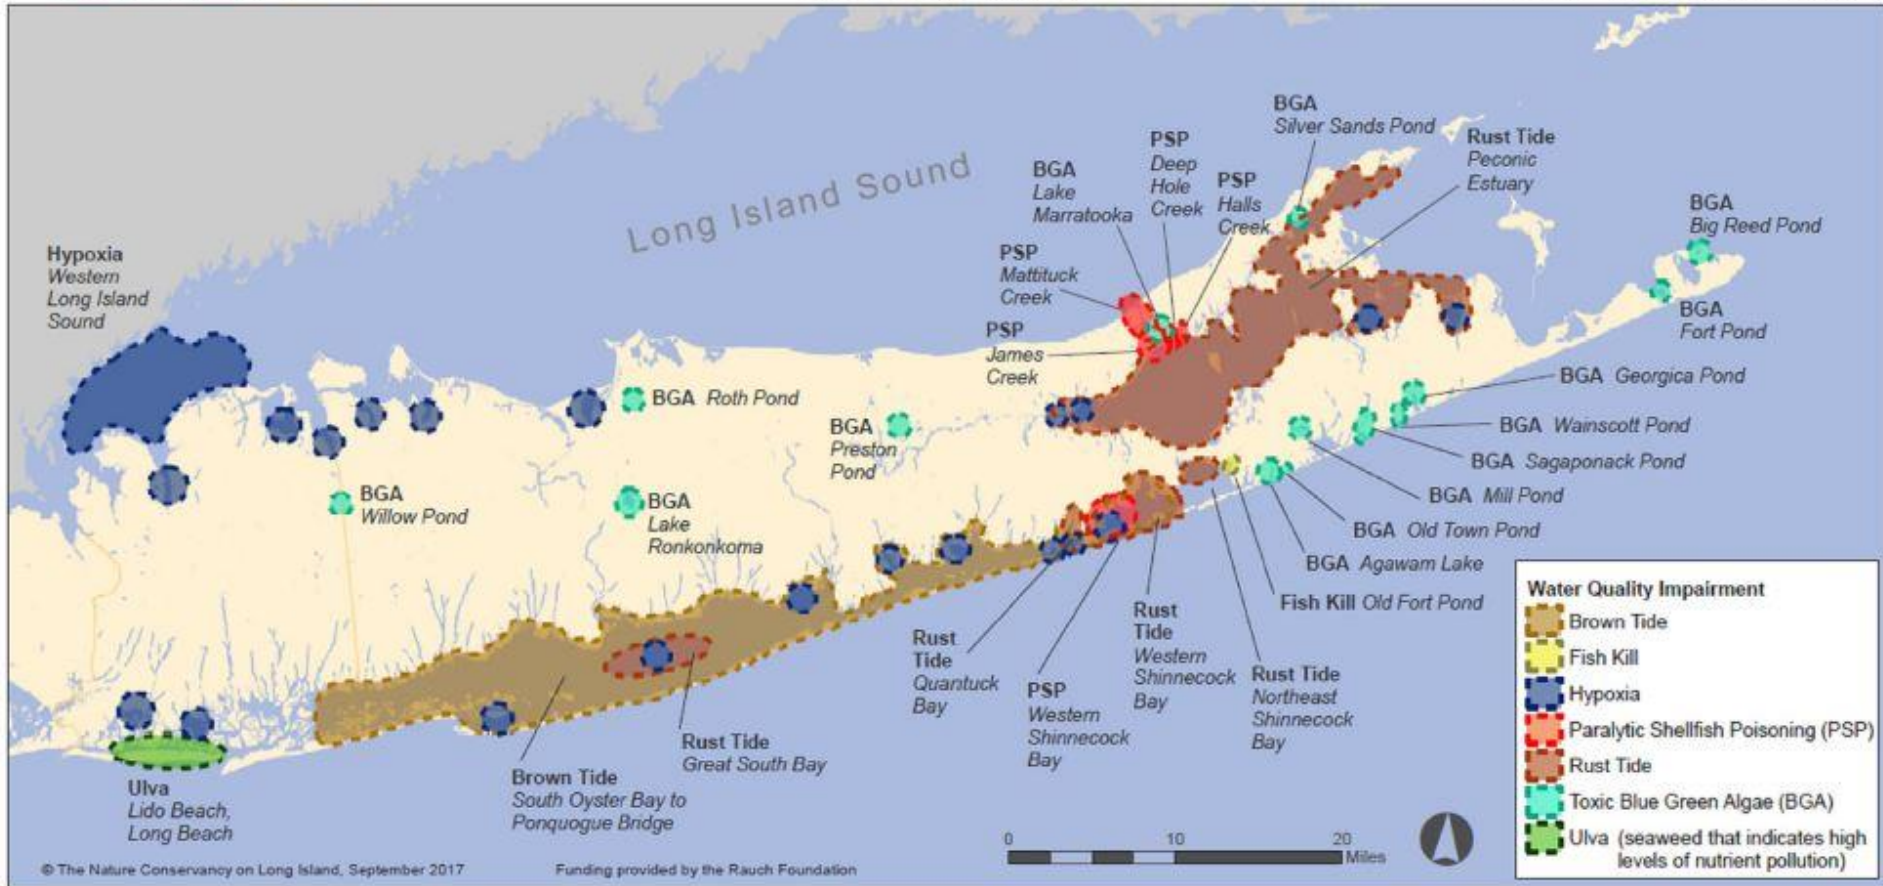 BGA
Silver Sands Pond
Rust Tide
Peconic
Estuary
PSP
Deep
Hole
Creek
BGA
Lake
Marratooka
PSP
Halls
Creek
Long Island Sound
BGA
Big Reed Pond
Hypoxia
Western
Long Island
Sound
PSP
Mattituck
Creek
PSP
James
Creek
BGA
Fort Pond
BGA Georgica Pond
BGA Roth Pond
BGA
Preston
Pond
BGA Wainscott Pond
BGA Sagaponack Pond
BGA
Willow Pond
BGA
Lake
Ronkonkoma
BGA Mill Pond
BGA Old Town Pond
BGA Agawam Lake
Fish Kill Old Fort Pond
Rust
Tide
Quantuck
Bay
PSP
Western
Shinnecock
Bay
Rust
Tide
Western
Shinnecock
Bay
Rust Tide
Northeast
Shinnecock
Bay
Rust Tide
Great South Bay
Brown Tide
South Oyster Bay to
Ponquogue Bridge
Ulva
Lido Beach,
Long Beach
Water Quality Impairment
Brown Tide
Fish Kill
Hypoxia
Paralytic Shellfish Poisoning (PSP)
Rust Tide
Toxic Blue Green Algae (BGA)
Ulva (seaweed that indicates high
levels of nutrient pollution)
0 10 20
Miles
© The Nature Conservancy on Long Island, September 2017
Funding provided by the Rauch Foundation